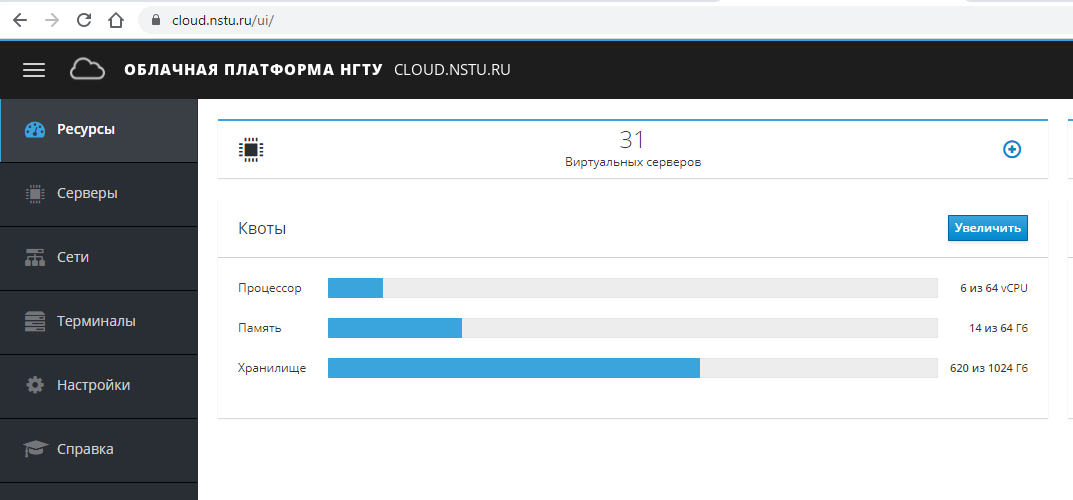 cloud.nstu.ru/ui/
ОБЛАЧНАЯ ПЛАТФОРМА НГТУ CLOUD.NSTU.RU
Ресурсы
Серверы
Сети
Терминалы
Настройки
Справка
31
Виртуальных серверов
Квоты
Увеличить
Процессор 6 из 64 vCPU
Память 14 из 64 Гб
Хранилище 620 из 1024 Гб